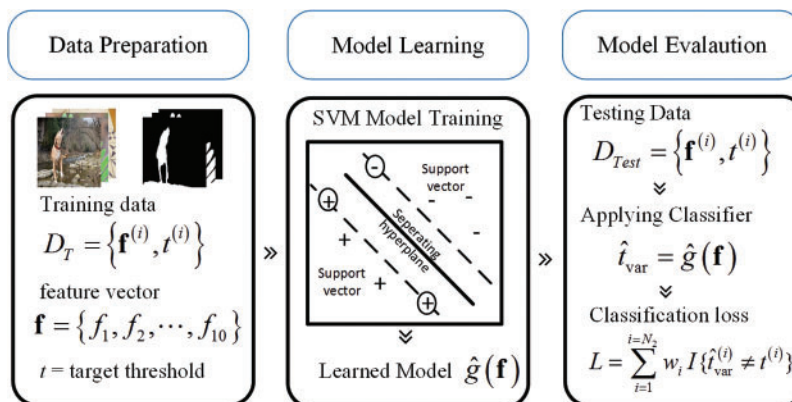 Data Preparation
Model Learning
Model Evalaution
Training data
D_T = {f^(i), t^(i)}
feature vector
f = {f_1, f_2, ⋯, f_10}
t = target threshold
»
SVM Model Training
-
Support
vector
- -
-
+
Seperating
hyperplane
+
Support
vector
+
+
»
Learned Model ĝ(f)
»
Testing Data
D_Test = {f^(i), t^(i)}
»
Applying Classifier
t̂_var = ĝ(f)
»
Classification loss
L = ∑_{i=1}^{i=N_2} w_i I{t̂_var^(i) ≠ t^(i)}